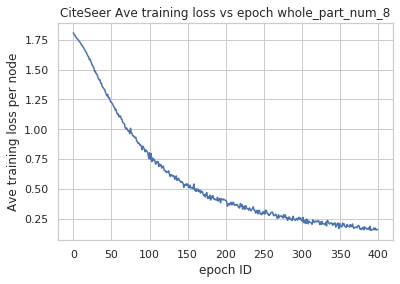 CiteSeer Ave training loss vs epoch whole_part_num_8
Ave training loss per node
1.75
1.50
1.25
1.00
0.75
0.50
0.25
0 50 100 150 200 250 300 350 400
epoch ID